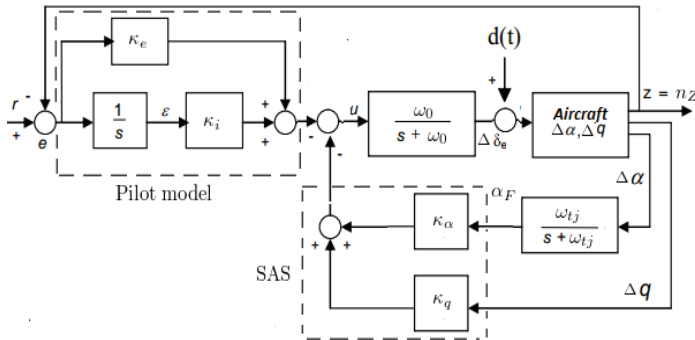 κe
d(t)
r
-
+
e
1
s
ε
κi
+
+
-
-
u
ω0
s + ω0
Δ δe
+
Aircraft
Δα,Δq
z = nZ
Pilot model
Δα
αF
κα
ωtj
s + ωtj
+
+
SAS
κq
Δq